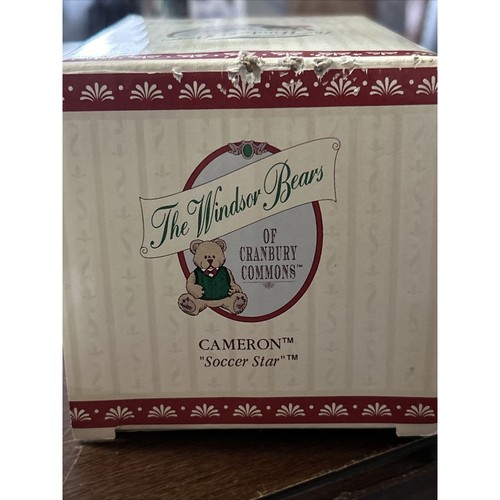 The Windsor Bears
OF
CRANBURY
COMMONS™
CAMERON™
"Soccer Star"™